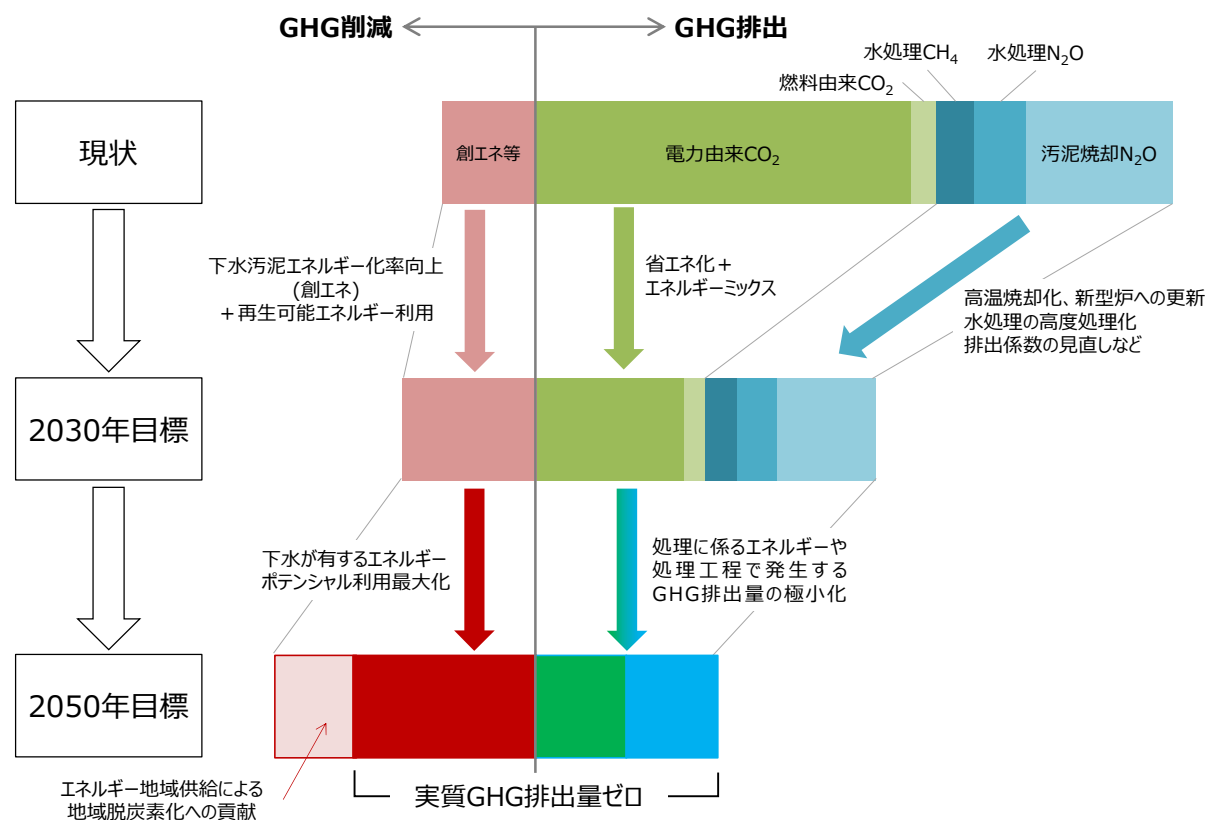 GHG削減
GHG排出
水処理CH₄
水処理N₂O
燃料由来CO₂
現状
創エネ等
電力由来CO₂
汚泥焼却N₂O
下水汚泥エネルギー化率向上
(創エネ)
＋再生可能エネルギー利用
省エネ化＋
エネルギーミックス
高温焼却化、新型炉への更新
水処理の高度処理化
排出係数の見直しなど
2030年目標
下水が有するエネルギー
ポテンシャル利用最大化
処理に係るエネルギーや
処理工程で発生する
GHG排出量の極小化
2050年目標
エネルギー地域供給による
地域脱炭素化への貢献
実質GHG排出量ゼロ